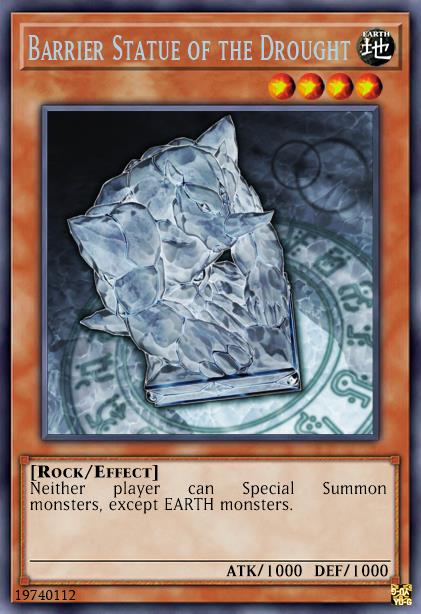 BARRIER STATUE OF THE DROUGHT
EARTH
地
[ROCK/EFFECT]
Neither player can Special Summon
monsters, except EARTH monsters.
ATK/1000 DEF/1000
19740112